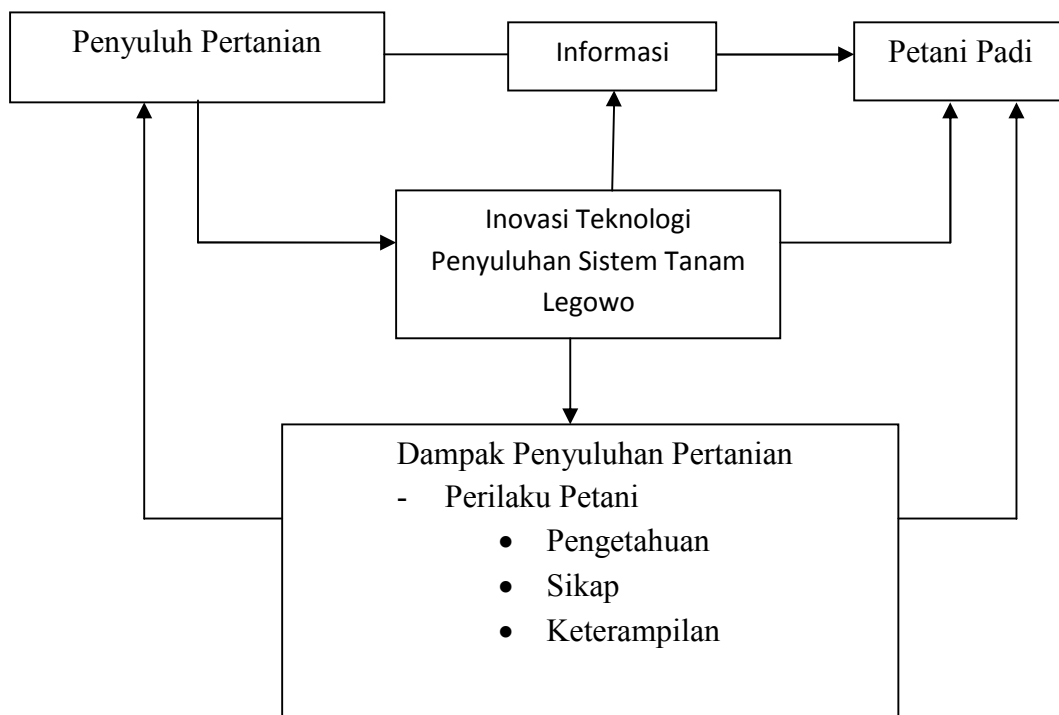 Penyuluh Pertanian
Informasi
Petani Padi
Inovasi Teknologi
Penyuluhan Sistem Tanam
Legowo
Dampak Penyuluhan Pertanian
- Perilaku Petani
• Pengetahuan
• Sikap
• Keterampilan